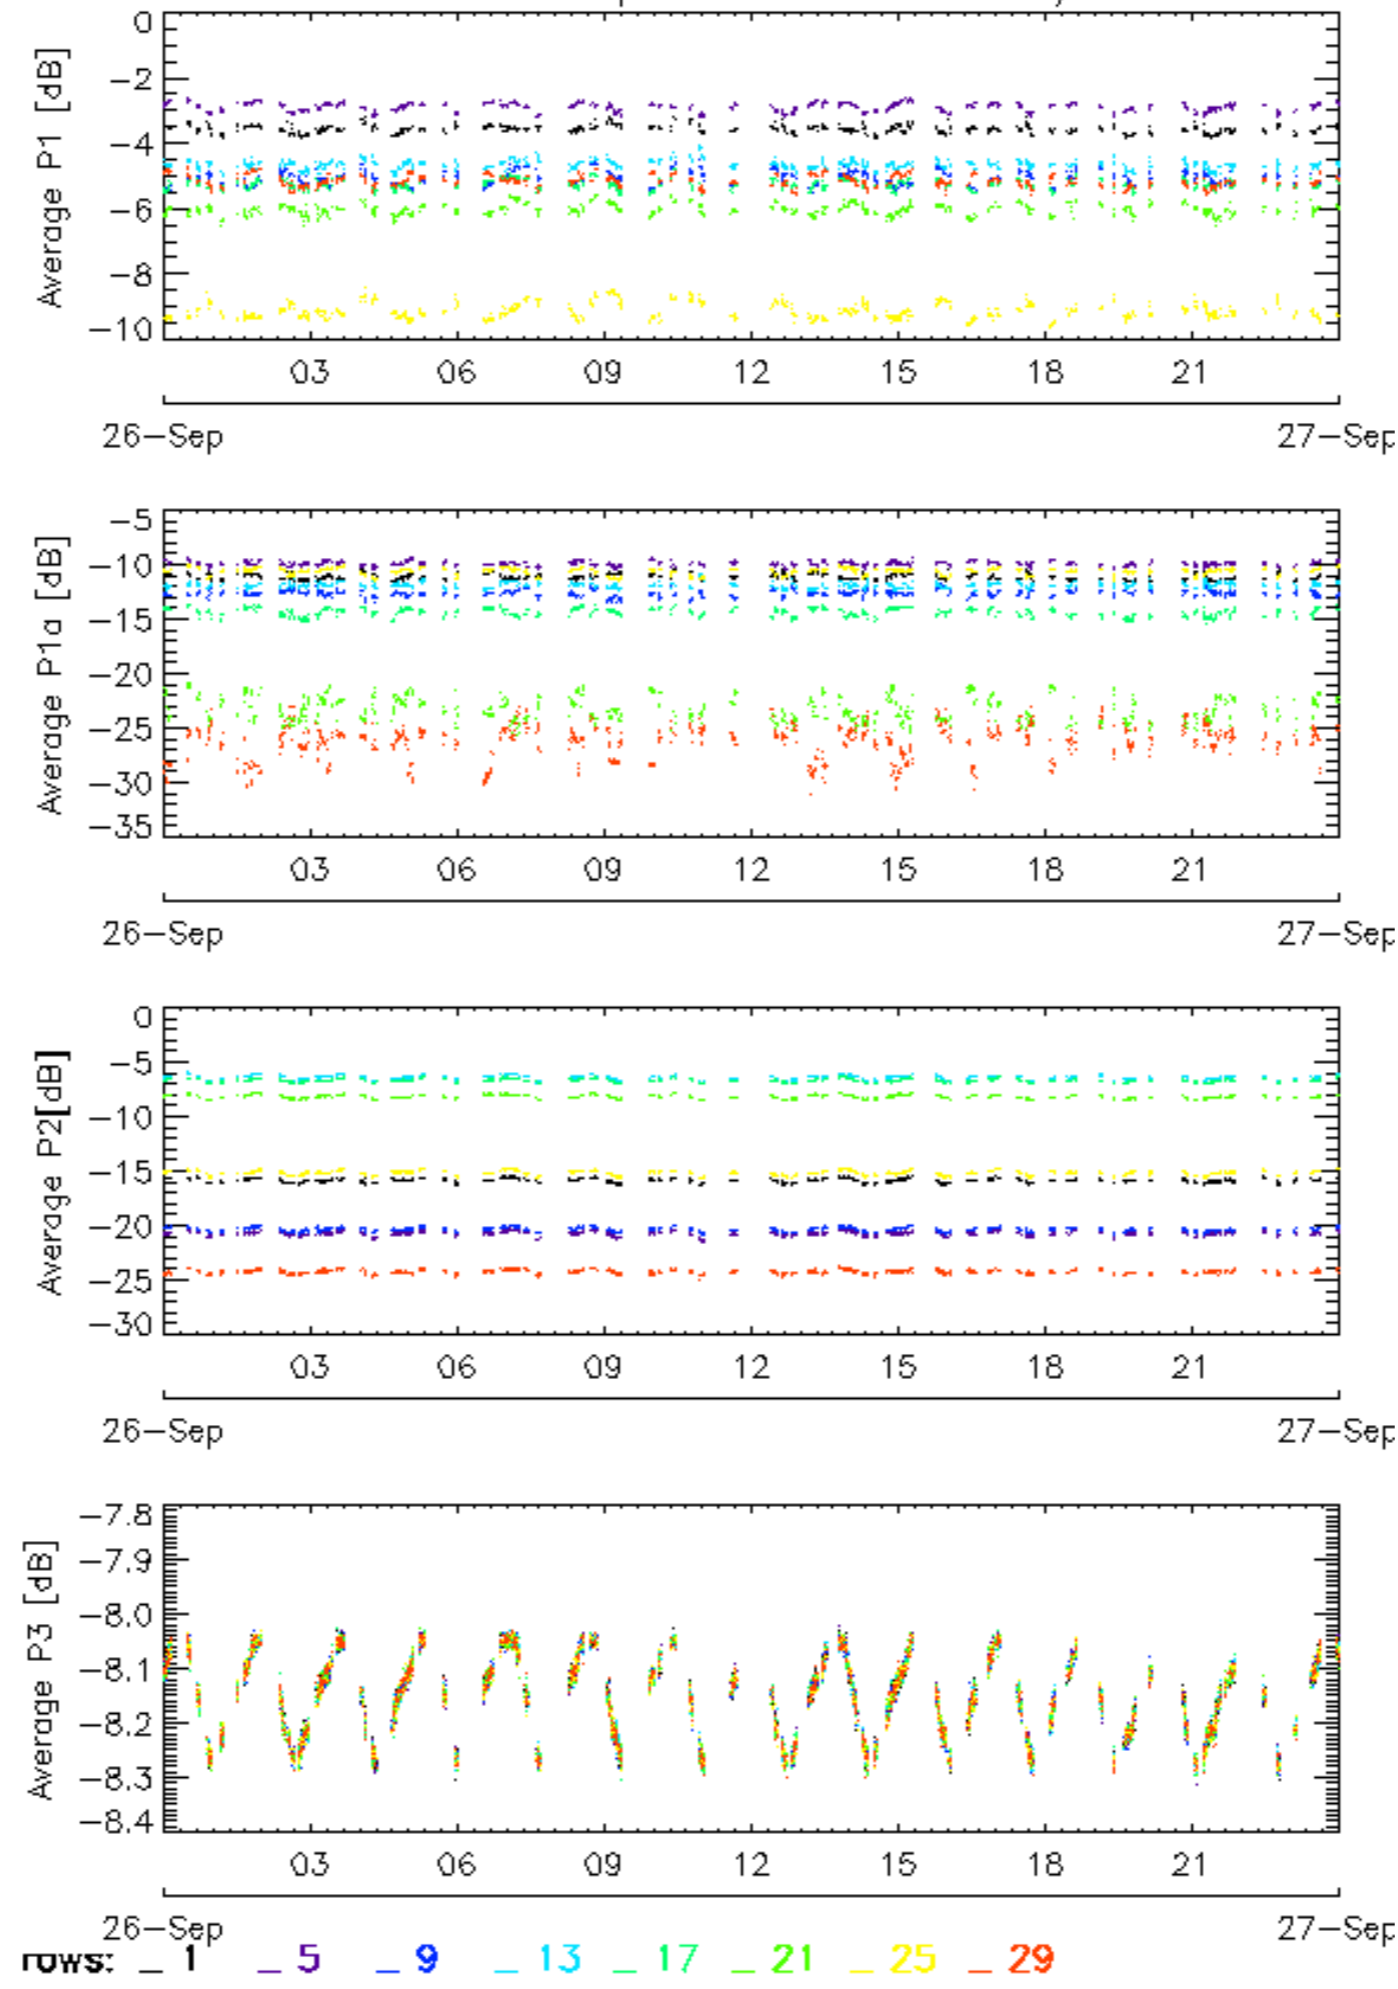 0
-2
-4
-6
-8
-10
Average P1 [dB]
03 06 09 12 15 18 21
26-Sep 27-Sep
-5
-10
-15
-20
-25
-30
-35
Average P1a [dB]
03 06 09 12 15 18 21
26-Sep 27-Sep
0
-5
-10
-15
-20
-25
-30
Average P2[dB]
03 06 09 12 15 18 21
26-Sep 27-Sep
-7.8
-7.9
-8.0
-8.1
-8.2
-8.3
-8.4
Average P3 [dB]
03 06 09 12 15 18 21
26-Sep 27-Sep
rows: _ 1 _ 5 _ 9 _ 13 _ 17 _ 21 _ 25 _ 29